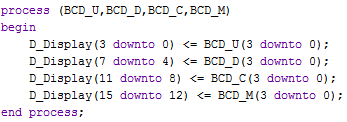 process (BCD_U,BCD_D,BCD_C,BCD_M)
begin
D_Display(3 downto 0) <= BCD_U(3 downto 0);
D_Display(7 downto 4) <= BCD_D(3 downto 0);
D_Display(11 downto 8) <= BCD_C(3 downto 0);
D_Display(15 downto 12) <= BCD_M(3 downto 0);
end process;